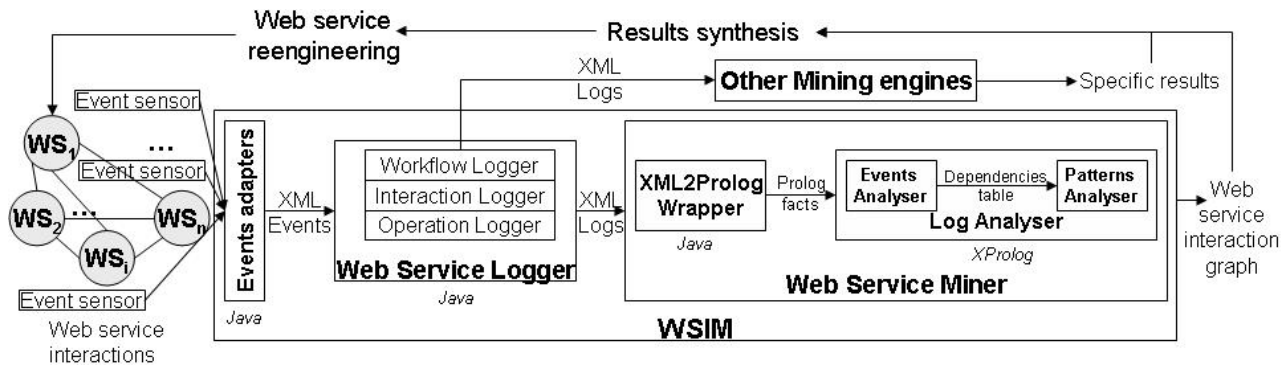 Web service
reengineering
Results synthesis
XML
Logs
Other Mining engines
Specific results
Event sensor
WS1
...
Event sensor
WS2
...
WSn
WSi
Event sensor
Web service
interactions
Events adapters
Java
XML
Events
Workflow Logger
Interaction Logger
Operation Logger
Web Service Logger
Java
XML
Logs
XML2Prolog
Wrapper
Java
Prolog
facts
Events
Analyser
Dependencies
table
Patterns
Analyser
Log Analyser
XProlog
Web Service Miner
WSIM
Web
service
interaction
graph